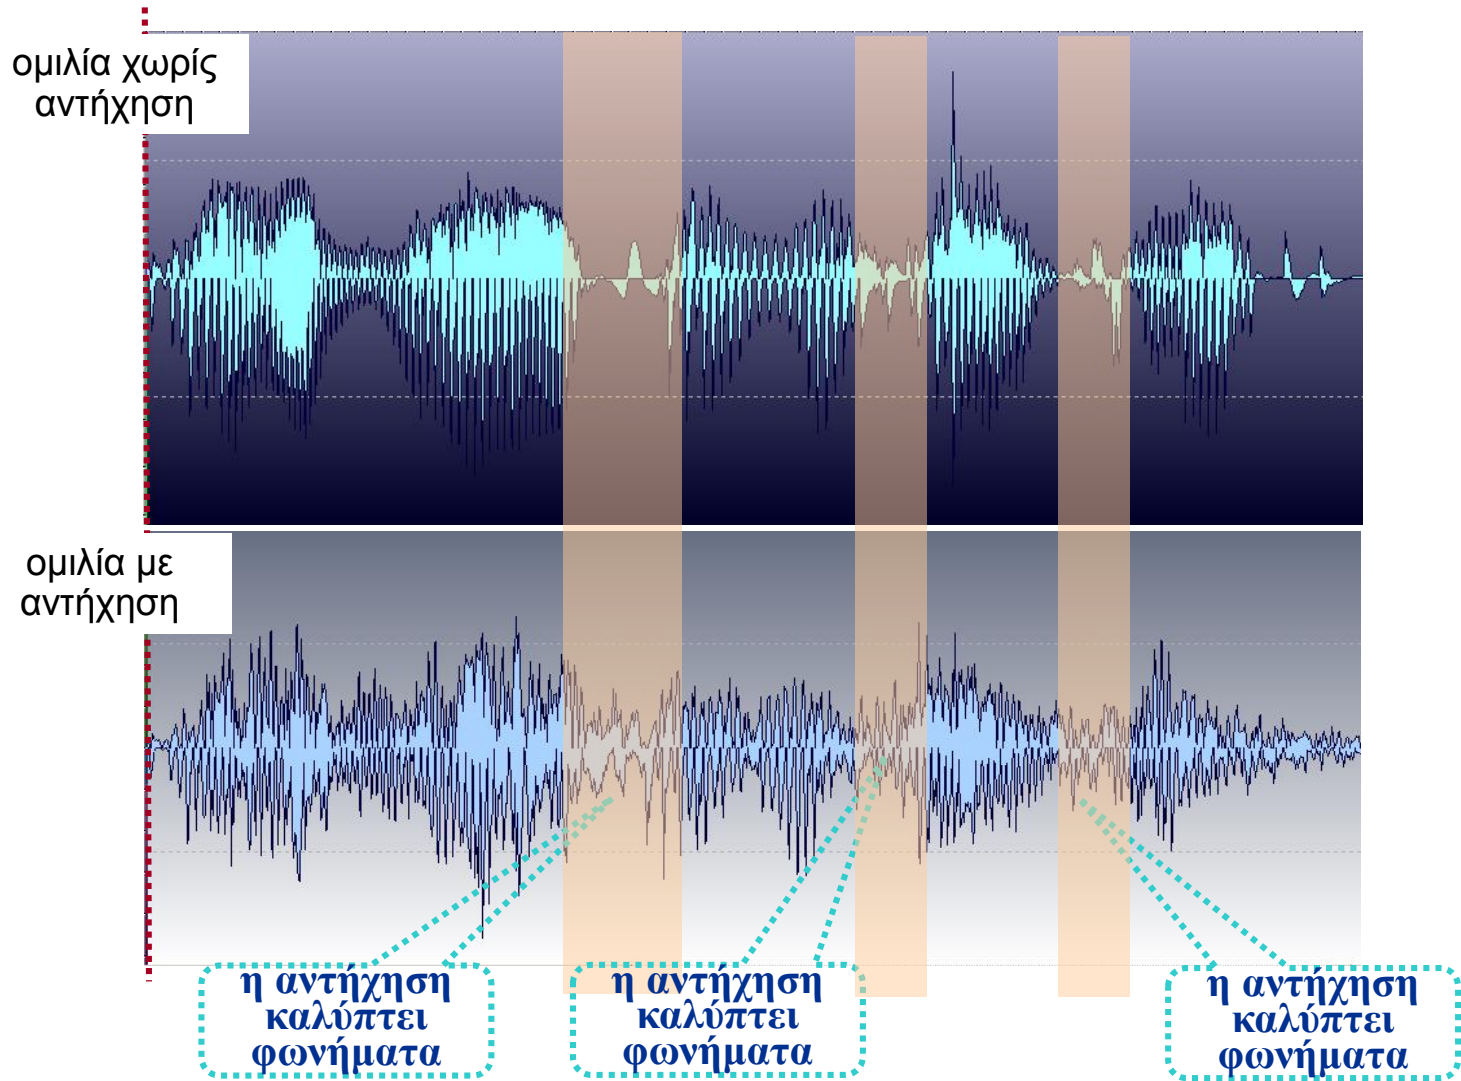 ομιλία χωρίς
αντήχηση
ομιλία με
αντήχηση
η αντήχηση
καλύπτει
φωνήματα
η αντήχηση
καλύπτει
φωνήματα
η αντήχηση
καλύπτει
φωνήματα